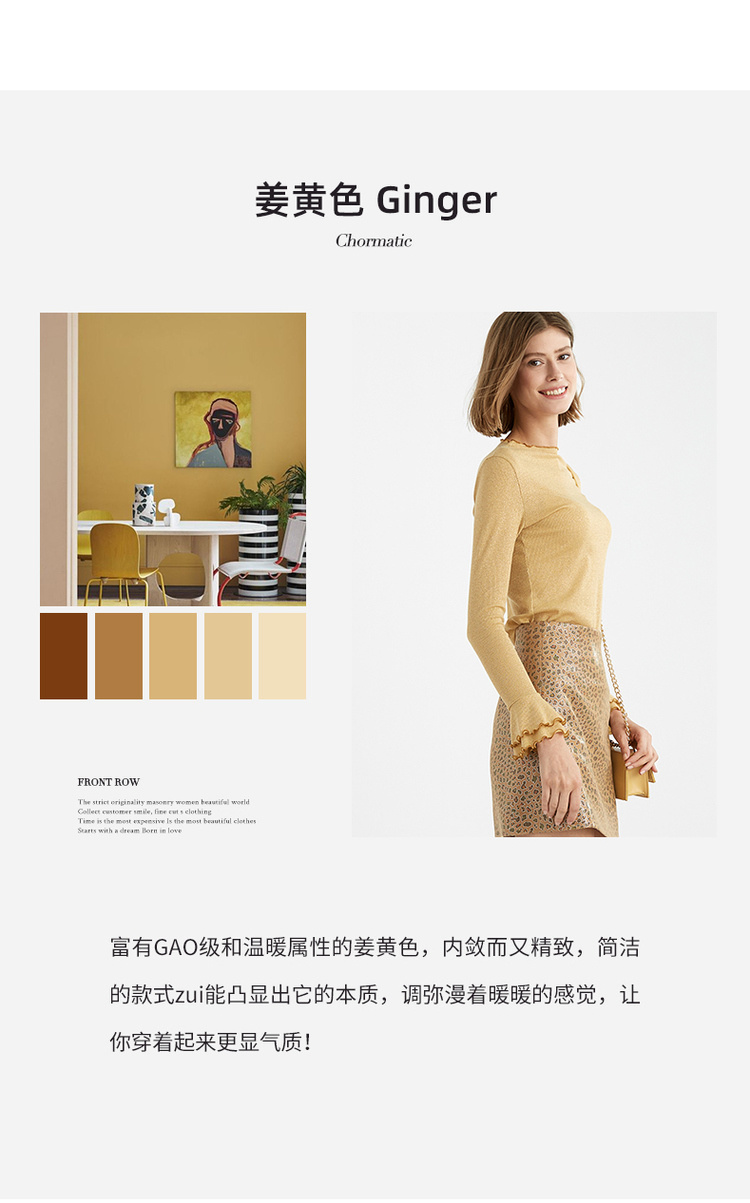 姜黄色 Ginger
Chormatic
FRONT ROW
The strict originality masonry women beautiful world
Collect customer smile, fine cut s clothing
Time is the most expensive Is the most beautiful clothes
Starts with a dream Born in love
富有GAO级和温暖属性的姜黄色，内敛而又精致，简洁
的款式zui能凸显出它的本质，调弥漫着暖暖的感觉，让
你穿着起来更显气质！